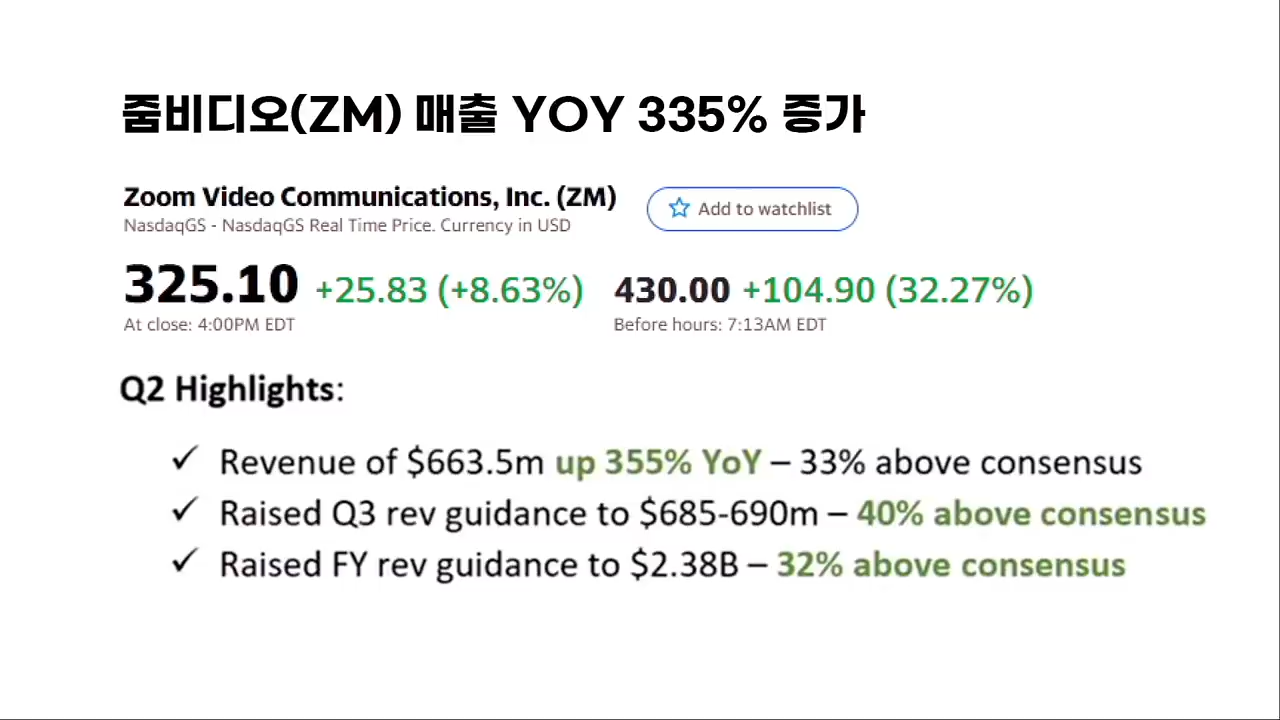 줌비디오(ZM) 매출 YOY 335% 증가
Zoom Video Communications, Inc. (ZM)
Add to watchlist
NasdaqGS - NasdaqGS Real Time Price. Currency in USD
325.10 +25.83 (+8.63%) 430.00 +104.90 (32.27%)
At close: 4:00PM EDT Before hours: 7:13AM EDT
Q2 Highlights:
✓ Revenue of $663.5m up 355% YoY – 33% above consensus
✓ Raised Q3 rev guidance to $685-690m – 40% above consensus
✓ Raised FY rev guidance to $2.38B – 32% above consensus